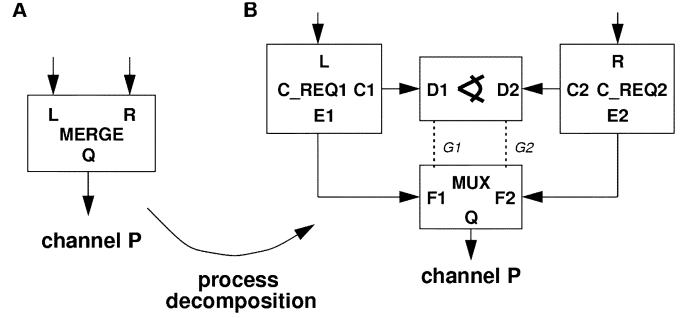 A
L R
MERGE
Q
channel P
process
decomposition
B
L
C_REQ1 C1
E1
D1 D2
R
C2 C_REQ2
E2
G1 G2
MUX
F1 F2
Q
channel P